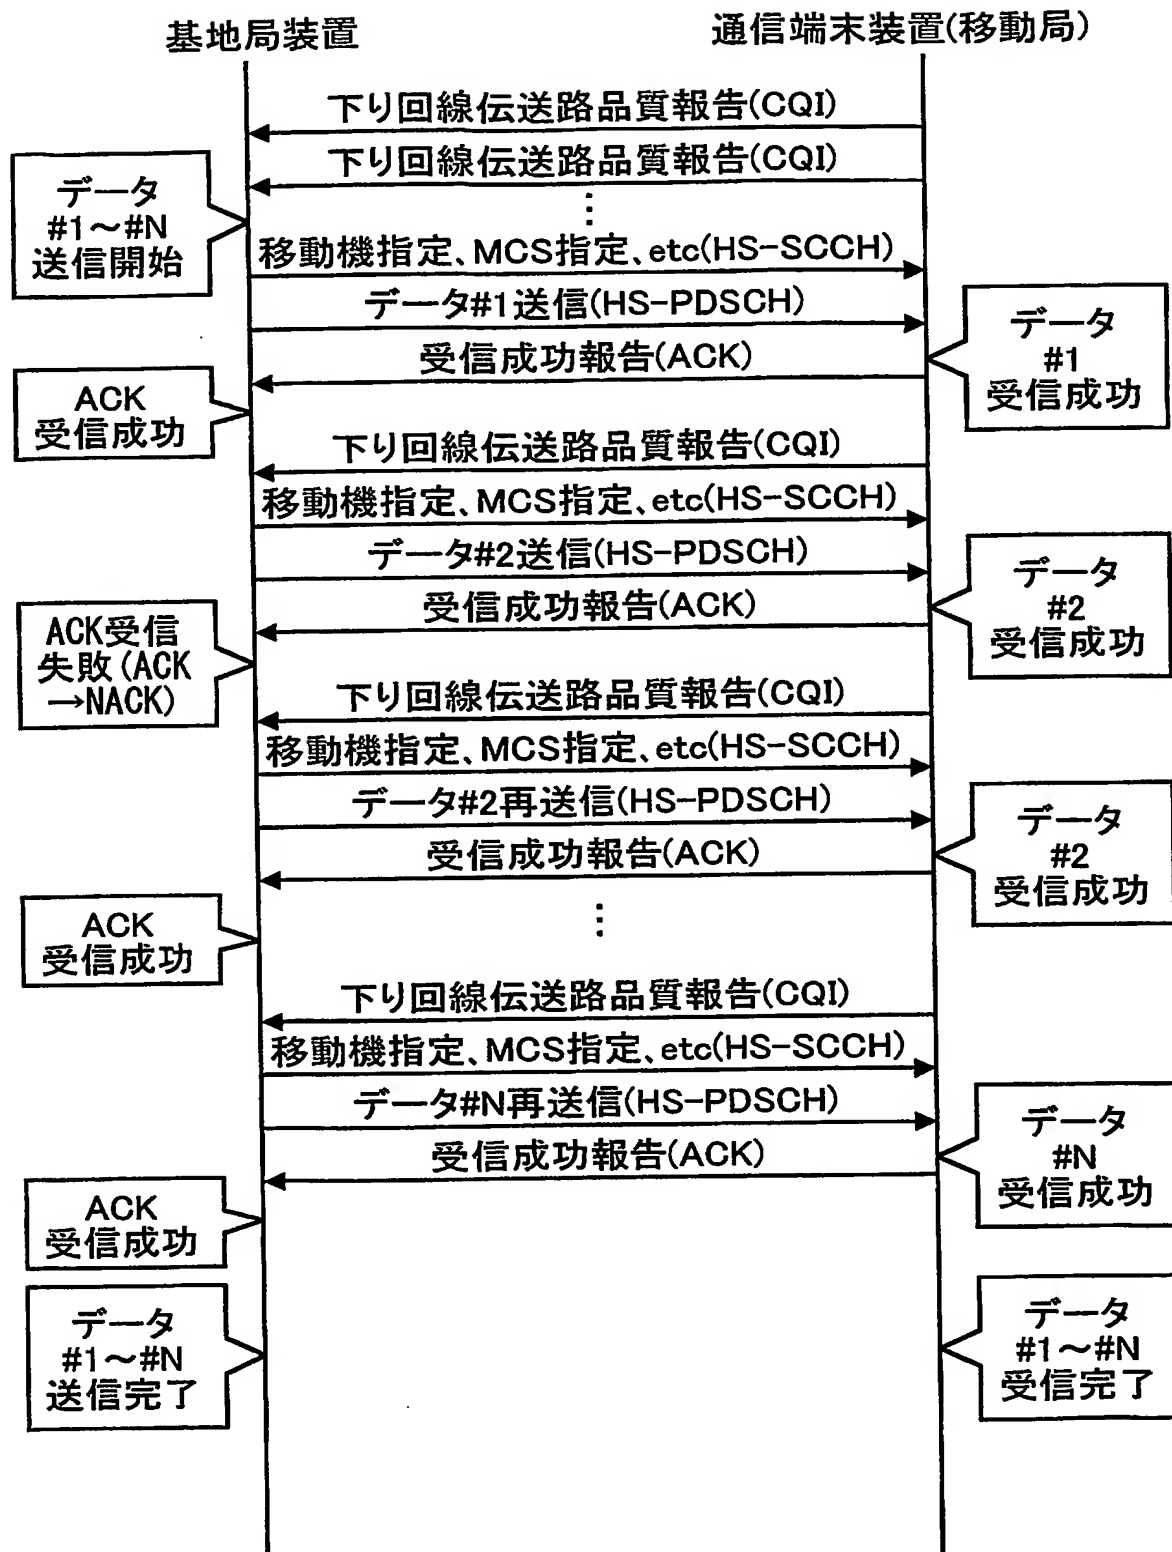 基地局装置
通信端末装置(移動局)
下り回線伝送路品質報告(CQI)
下り回線伝送路品質報告(CQI)
データ
#1～#N
送信開始
移動機指定、MCS指定、etc(HS-SCCH)
データ#1送信(HS-PDSCH)
データ
#1
受信成功
受信成功報告(ACK)
ACK
受信成功
下り回線伝送路品質報告(CQI)
移動機指定、MCS指定、etc(HS-SCCH)
データ#2送信(HS-PDSCH)
データ
#2
受信成功
受信成功報告(ACK)
ACK受信
失敗(ACK
→NACK)
下り回線伝送路品質報告(CQI)
移動機指定、MCS指定、etc(HS-SCCH)
データ#2再送信(HS-PDSCH)
データ
#2
受信成功
受信成功報告(ACK)
ACK
受信成功
下り回線伝送路品質報告(CQI)
移動機指定、MCS指定、etc(HS-SCCH)
データ#N再送信(HS-PDSCH)
データ
#N
受信成功
受信成功報告(ACK)
ACK
受信成功
データ
#1～#N
送信完了
データ
#1～#N
受信完了